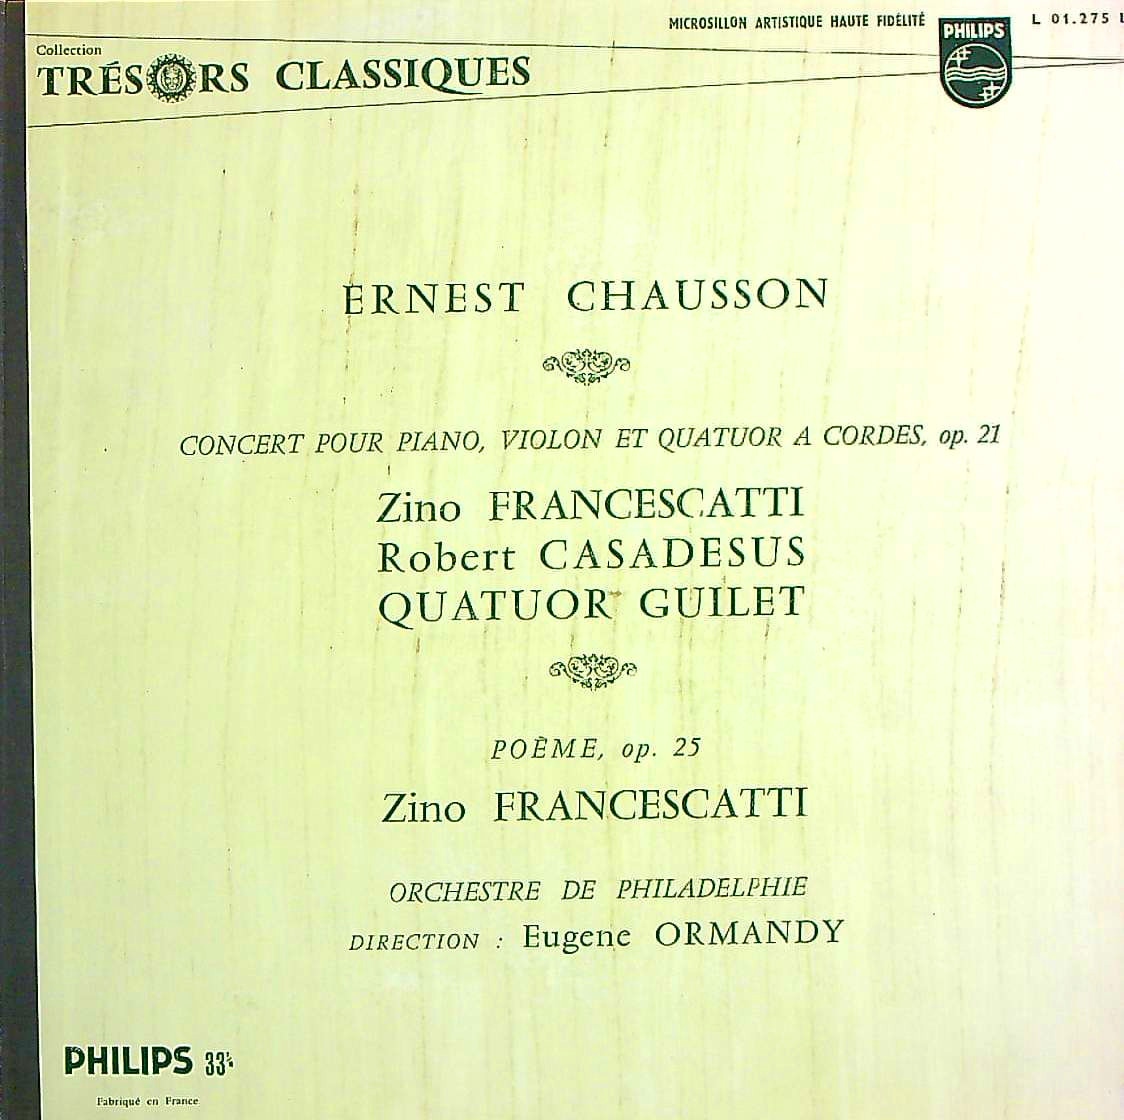 MICROSILLON ARTISTIQUE HAUTE FIDÉLITÉ
PHILIPS
L 01.275 L
Collection
TRÉSORS CLASSIQUES
ERNEST CHAUSSON
CONCERT POUR PIANO, VIOLON ET QUATUOR A CORDES, op. 21
Zino FRANCESCATTI
Robert CASADESUS
QUATUOR GUILET
POÈME, op. 25
Zino FRANCESCATTI
ORCHESTRE DE PHILADELPHIE
DIRECTION : Eugene ORMANDY
PHILIPS 33⅓
Fabriqué en France